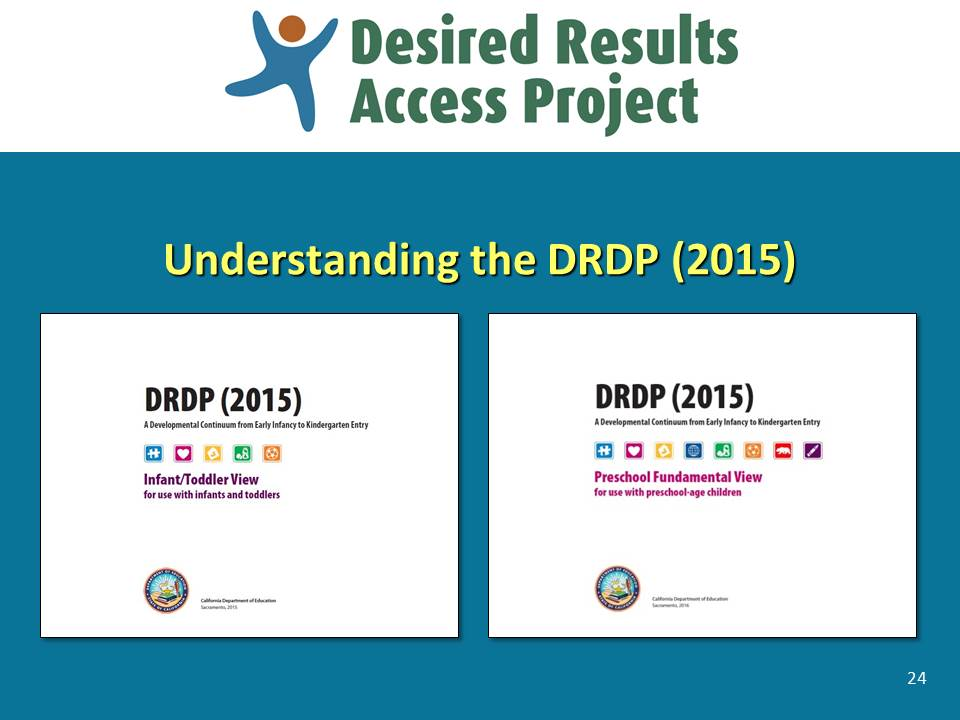 Desired Results
Access Project
Understanding the DRDP (2015)
DRDP (2015)
A Developmental Continuum from Early Infancy to Kindergarten Entry
Infant/Toddler View
for use with infants and toddlers
California Department of Education
Sacramento, 2015
DRDP (2015)
A Developmental Continuum from Early Infancy to Kindergarten Entry
Preschool Fundamental View
for use with preschool-age children
California Department of Education
Sacramento, 2016
24